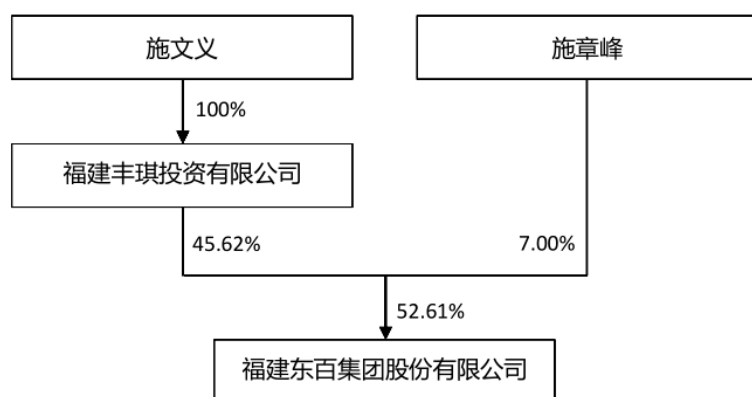 施文义
施章峰
100%
福建丰琪投资有限公司
45.62%
7.00%
52.61%
福建东百集团股份有限公司